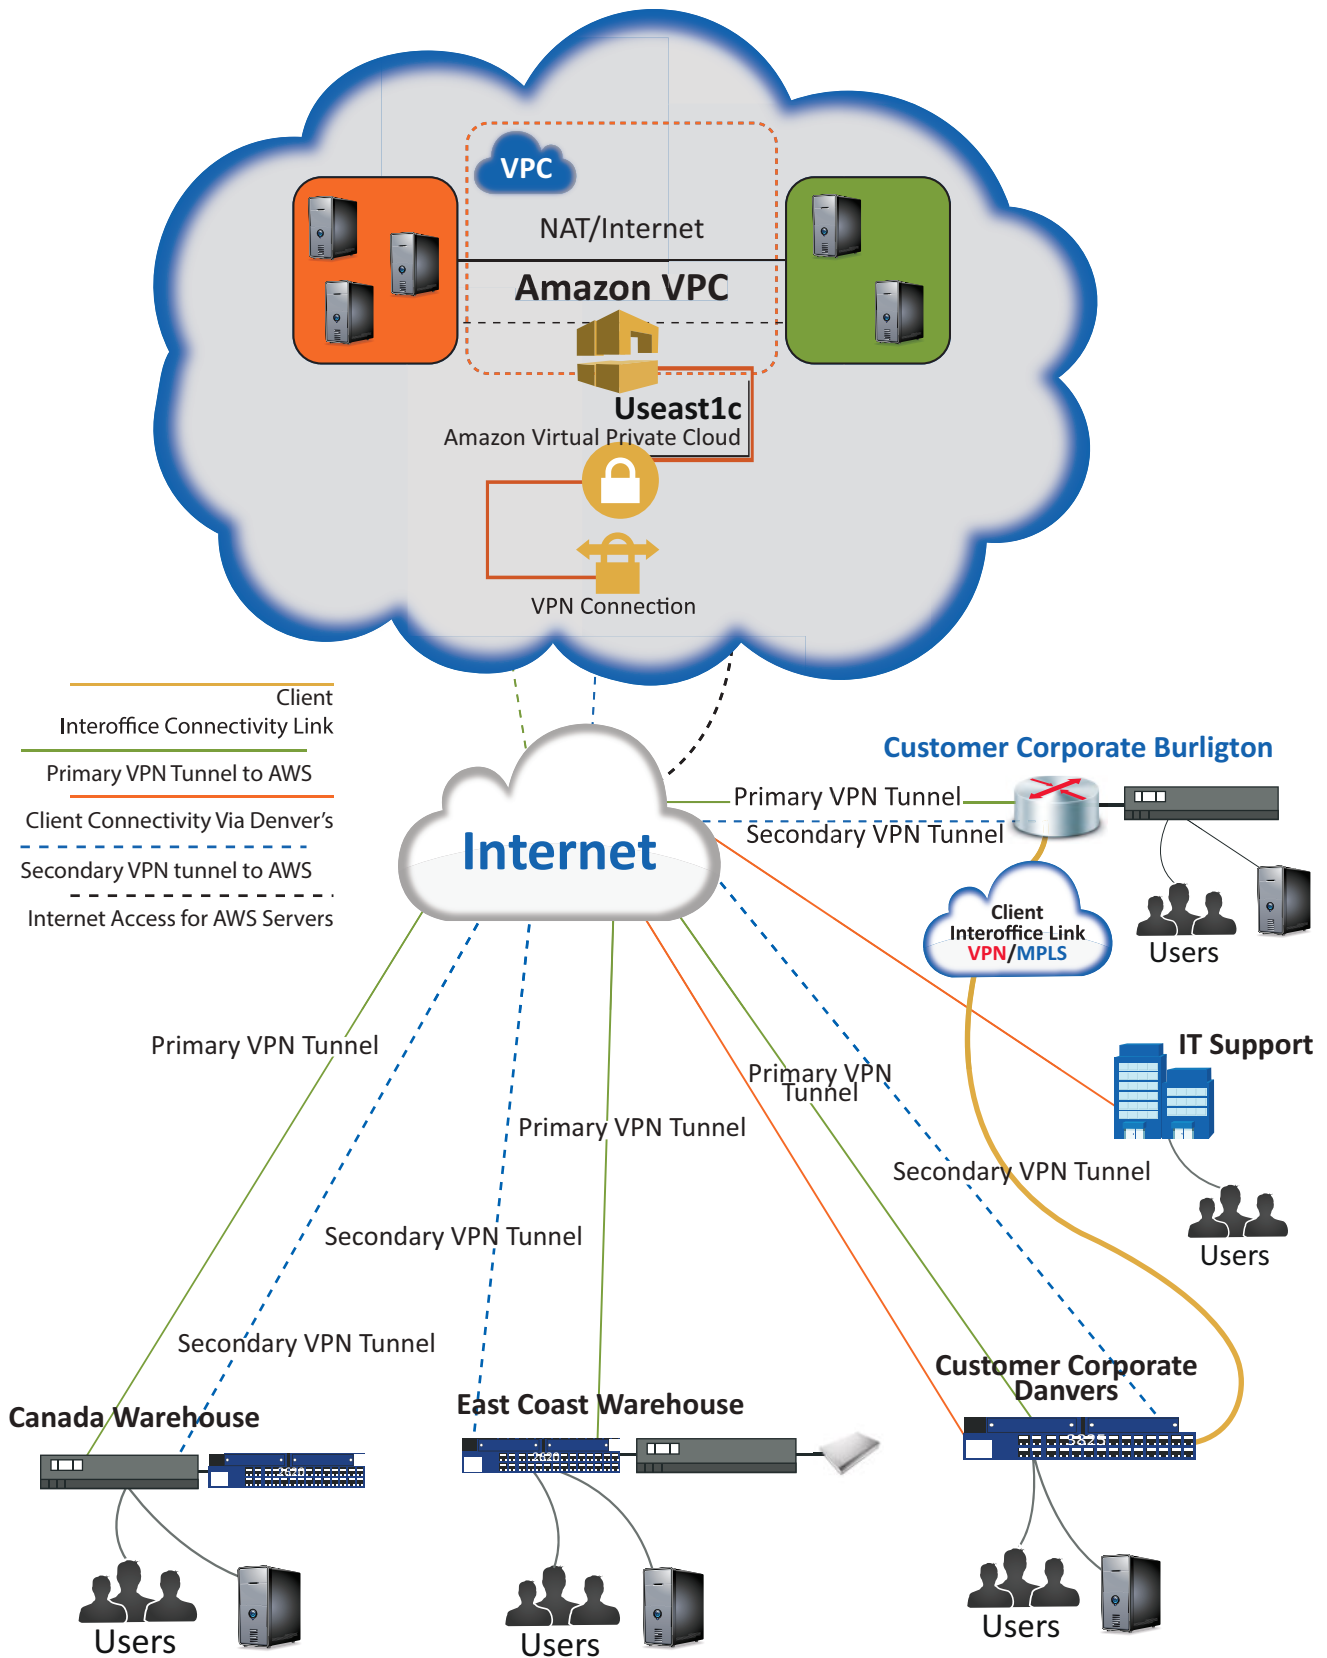 VPC
NAT/Internet
Amazon VPC
Useast1c
Amazon Virtual Private Cloud
VPN Connection
Client
Interoffice Connectivity Link
Primary VPN Tunnel to AWS
Client Connectivity Via Denver's
Secondary VPN tunnel to AWS
Internet Access for AWS Servers
Internet
Customer Corporate Burligton
Primary VPN Tunnel
Secondary VPN Tunnel
Client
Interoffice Link
VPN/MPLS
Users
IT Support
Users
Primary VPN Tunnel
Primary VPN
Tunnel
Primary VPN Tunnel
Secondary VPN Tunnel
Secondary VPN Tunnel
Secondary VPN Tunnel
Customer Corporate
Danvers
3825
East Coast Warehouse
2820
Canada Warehouse
2820
Users
Users
Users